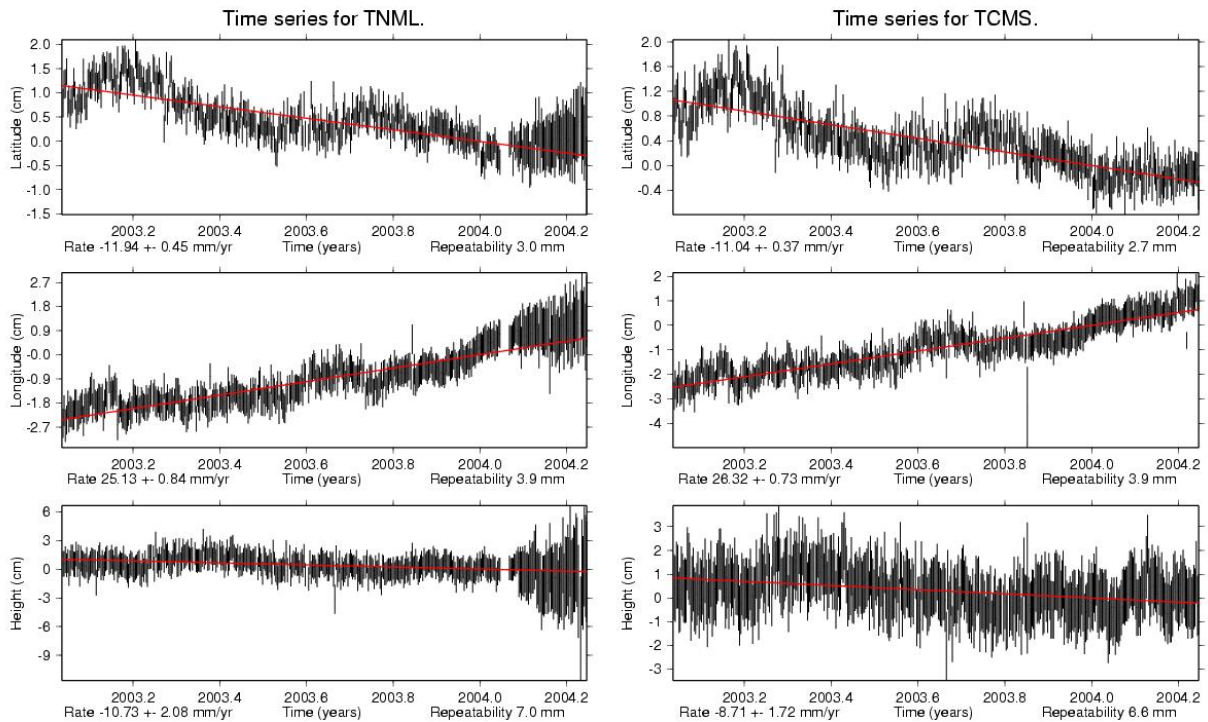 Time series for TNML.
2.0
1.5
1.0
0.5
0.0
-0.5
-1.0
-1.5
Latitude (cm)
2003.2 2003.4 2003.6 2003.8 2004.0 2004.2
Rate -11.94 +- 0.45 mm/yr Time (years) Repeatability 3.0 mm
2.7
1.8
0.9
-0.0
-0.9
-1.8
-2.7
Longitude (cm)
2003.2 2003.4 2003.6 2003.8 2004.0 2004.2
Rate 25.13 +- 0.84 mm/yr Time (years) Repeatability 3.9 mm
6
3
0
-3
-6
-9
Height (cm)
2003.2 2003.4 2003.6 2003.8 2004.0 2004.2
Rate -10.73 +- 2.08 mm/yr Time (years) Repeatability 7.0 mm
Time series for TCMS.
2.0
1.6
1.2
0.8
0.4
0.0
-0.4
Latitude (cm)
2003.2 2003.4 2003.6 2003.8 2004.0 2004.2
Rate -11.04 +- 0.37 mm/yr Time (years) Repeatability 2.7 mm
2
1
0
-1
-2
-3
-4
Longitude (cm)
2003.2 2003.4 2003.6 2003.8 2004.0 2004.2
Rate 26.32 +- 0.73 mm/yr Time (years) Repeatability 3.9 mm
3
2
1
0
-1
-2
-3
Height (cm)
2003.2 2003.4 2003.6 2003.8 2004.0 2004.2
Rate -8.71 +- 1.72 mm/yr Time (years) Repeatability 6.6 mm